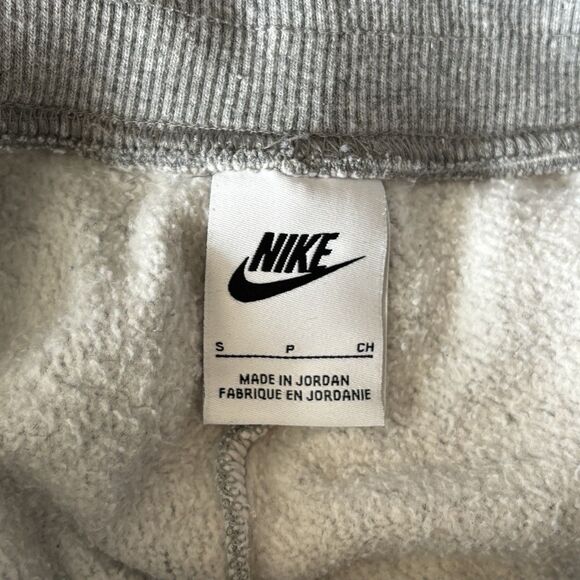 NIKE
S P CH
MADE IN JORDAN
FABRIQUE EN JORDANIE